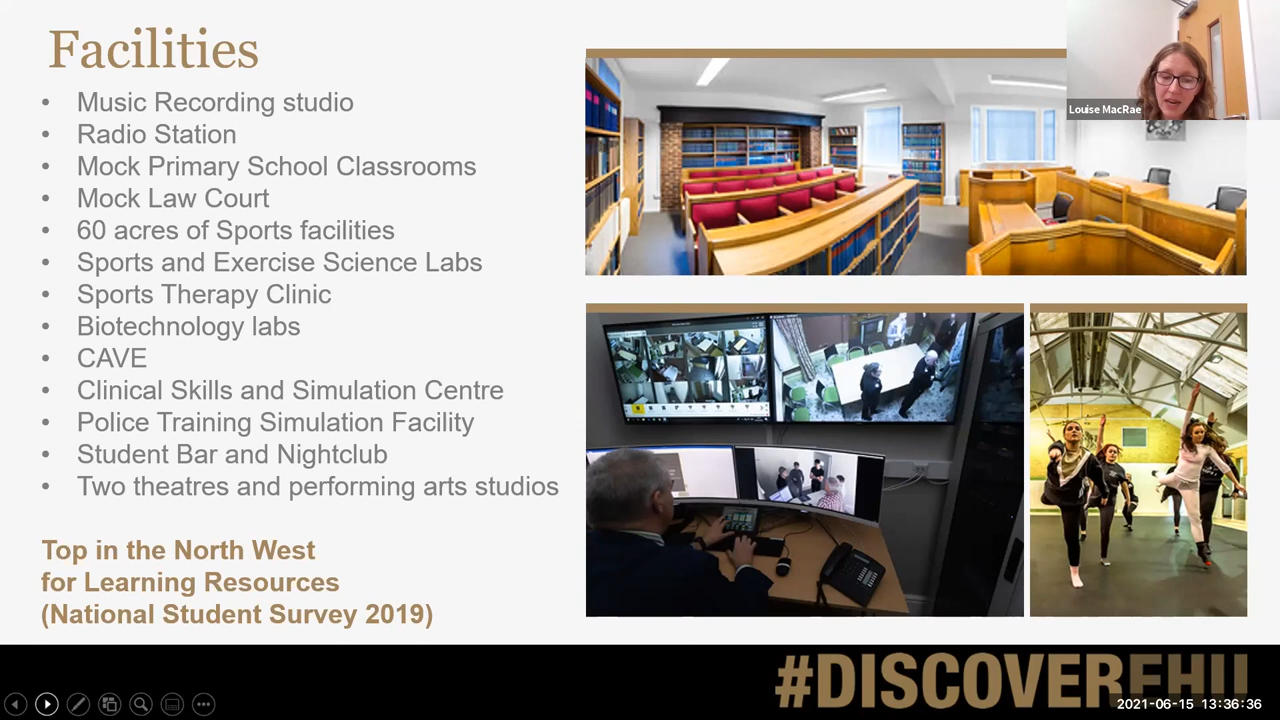 Facilities
• Music Recording studio
• Radio Station
• Mock Primary School Classrooms
• Mock Law Court
• 60 acres of Sports facilities
• Sports and Exercise Science Labs
• Sports Therapy Clinic
• Biotechnology labs
• CAVE
• Clinical Skills and Simulation Centre
• Police Training Simulation Facility
• Student Bar and Nightclub
• Two theatres and performing arts studios
Top in the North West
for Learning Resources
(National Student Survey 2019)
Louise MacRae
#DISCOVEREHU
2021-06-15 13:36:36